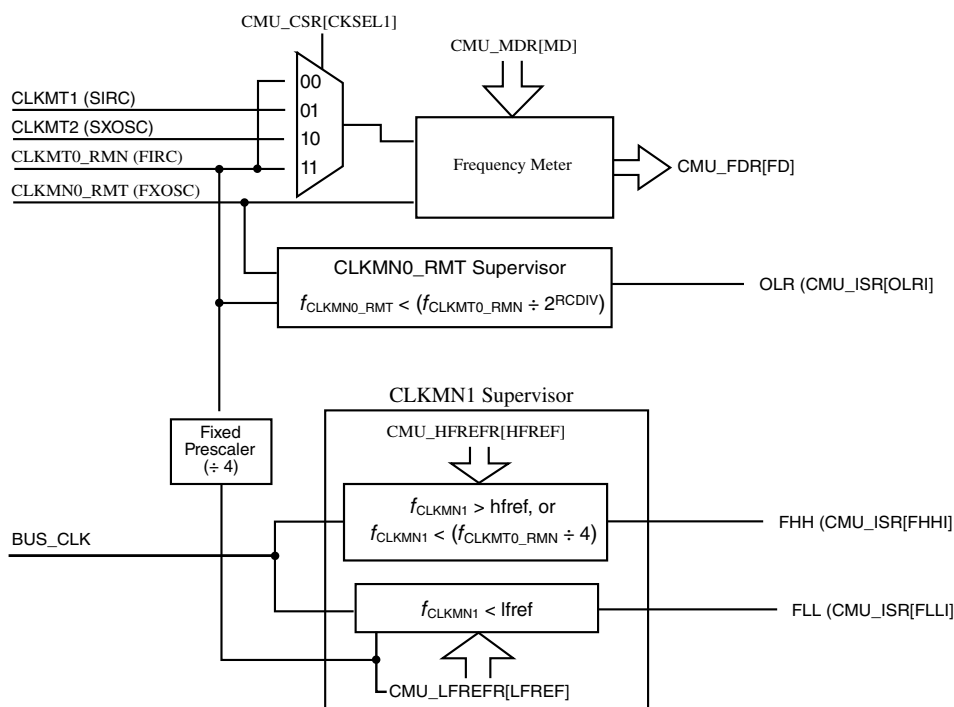 CMU_CSR[CKSEL1]
CMU_MDR[MD]
00
CLKMT1 (SIRC)
01
CLKMT2 (SXOSC)
10
CLKMT0_RMN (FIRC)
11
Frequency Meter
CMU_FDR[FD]
CLKMN0_RMT (FXOSC)
CLKMN0_RMT Supervisor
fCLKMN0_RMT < (fCLKMT0_RMN ÷ 2^RCDIV)
OLR (CMU_ISR[OLRI]
CLKMN1 Supervisor
Fixed
Prescaler
(÷ 4)
CMU_HFREFR[HFREF]
fCLKMN1 > hfref, or
fCLKMN1 < (fCLKMT0_RMN ÷ 4)
FHH (CMU_ISR[FHHI]
BUS_CLK
fCLKMN1 < lfref
FLL (CMU_ISR[FLLI]
CMU_LFREFR[LFREF]